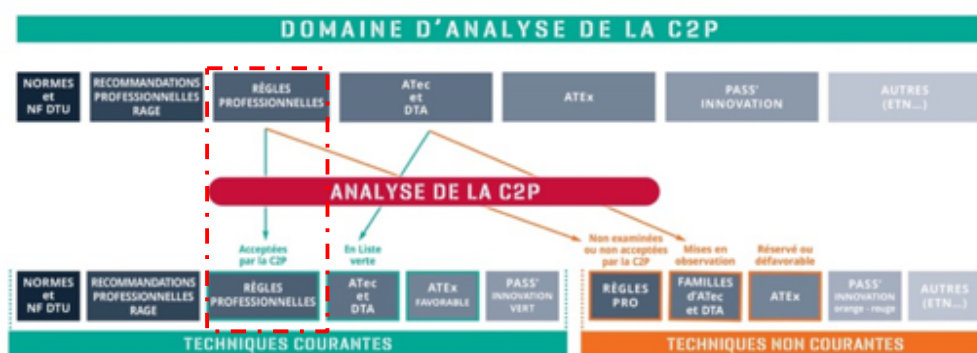 DOMAINE D'ANALYSE DE LA C2P
NORMES
et
NF DTU
RECOMMANDATIONS
PROFESSIONNELLES
RAGE
RÈGLES
PROFESSIONNELLES
ATec
et
DTA
ATEx
PASS'
INNOVATION
AUTRES
(ETN...)
ANALYSE DE LA C2P
Acceptées
par la C2P
En Liste
verte
Non examinées
ou non acceptées
par la C2P
Mises en
observation
Réservé ou
défavorable
NORMES
et
NF DTU
RECOMMANDATIONS
PROFESSIONNELLES
RAGE
RÈGLES
PROFESSIONNELLES
ATec
et
DTA
ATEx
FAVORABLE
PASS'
INNOVATION
VERT
RÈGLES
PRO
FAMILLES
d'ATec
et DTA
ATEx
PASS'
INNOVATION
orange - rouge
AUTRES
(ETN...)
TECHNIQUES COURANTES
TECHNIQUES NON COURANTES